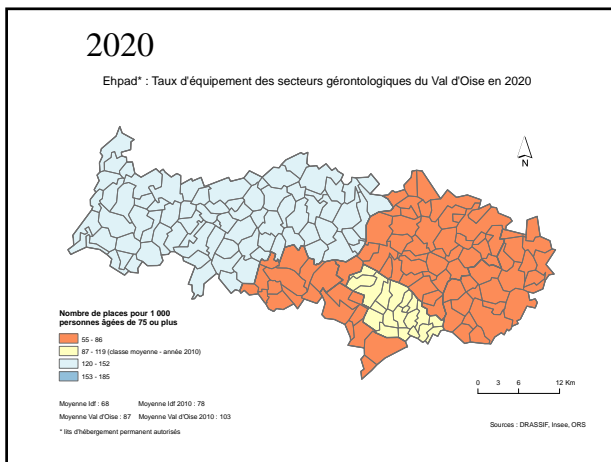 2020
Ehpad* : Taux d'équipement des secteurs gérontologiques du Val d'Oise en 2020
N
Nombre de places pour 1 000
personnes âgées de 75 ou plus
55 - 86
87 - 119 (classe moyenne - année 2010)
120 - 152
153 - 185
0 3 6 12 Km
Moyenne Idf : 68 Moyenne Idf 2010 : 78
Moyenne Val d'Oise : 87 Moyenne Val d'Oise 2010 : 103
* lits d'hébergement permanent autorisés
Sources : DRASSIF, Insee, ORS